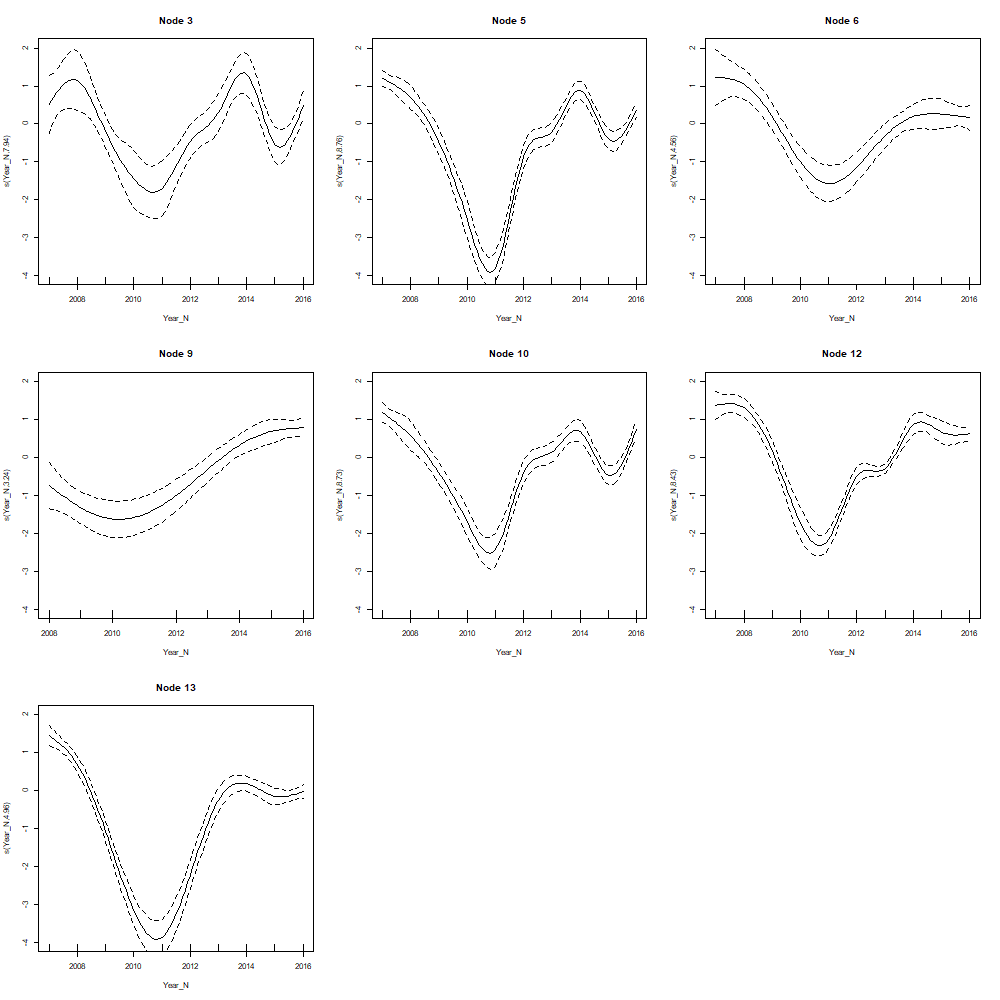 Node 3
s(Year_N,7.94)
2
1
0
-1
-2
-3
-4
2008 2010 2012 2014 2016
Year_N
Node 5
s(Year_N,8.76)
2
1
0
-1
-2
-3
-4
2008 2010 2012 2014 2016
Year_N
Node 6
s(Year_N,4.56)
2
1
0
-1
-2
-3
-4
2008 2010 2012 2014 2016
Year_N
Node 9
s(Year_N,3.24)
2
1
0
-1
-2
-3
-4
2008 2010 2012 2014 2016
Year_N
Node 10
s(Year_N,8.73)
2
1
0
-1
-2
-3
-4
2008 2010 2012 2014 2016
Year_N
Node 12
s(Year_N,8.43)
2
1
0
-1
-2
-3
-4
2008 2010 2012 2014 2016
Year_N
Node 13
s(Year_N,4.96)
2
1
0
-1
-2
-3
-4
2008 2010 2012 2014 2016
Year_N